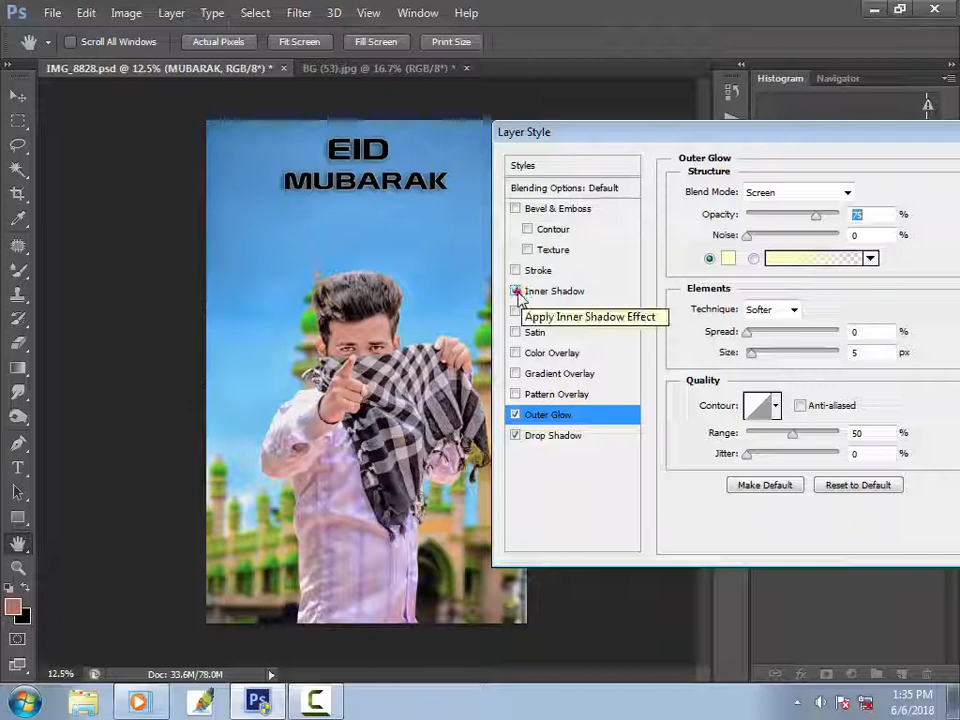 Ps File Edit Image Layer Type Select Filter 3D View Window Help
Scroll All Windows Actual Pixels Fit Screen Fill Screen Print Size
IMG_8828.psd @ 12.5% (MUBARAK, RGB/8*) * × BG (53).jpg @ 16.7% (RGB/8*) * ×
Histogram Navigator
EID
MUBARAK
Layer Style
Styles
Blending Options: Default
Bevel & Emboss
Contour
Texture
Stroke
Inner Shadow
Apply Inner Shadow Effect
Satin
Color Overlay
Gradient Overlay
Pattern Overlay
Outer Glow
Drop Shadow
Outer Glow
Structure
Blend Mode: Screen
Opacity: 75 %
Noise: 0 %
Elements
Technique: Softer
Spread: 0 %
Size: 5 px
Quality
Contour: Anti-aliased
Range: 50 %
Jitter: 0 %
Make Default Reset to Default
12.5% Doc: 33.6M/78.0M
Ps
1:35 PM
6/6/2018